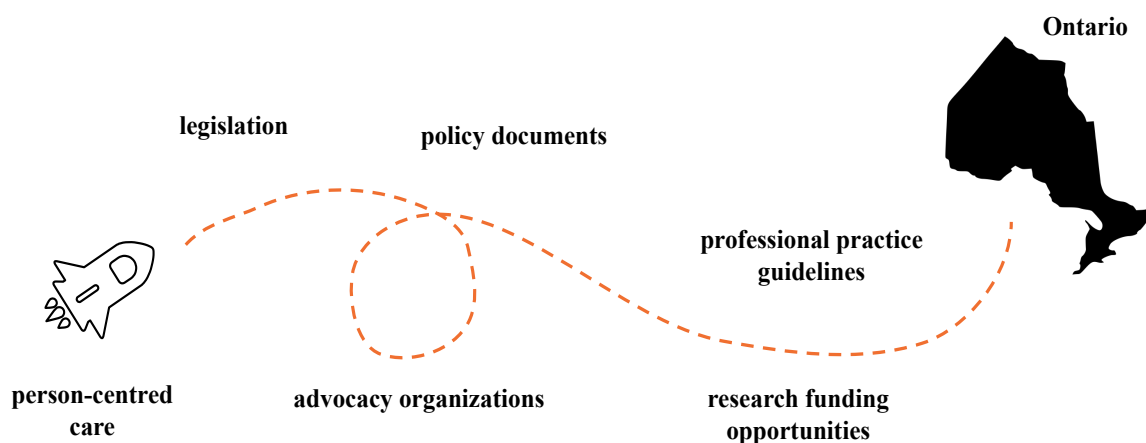 Ontario
legislation
policy documents
professional practice
guidelines
person-centred
care
advocacy organizations
research funding
opportunities